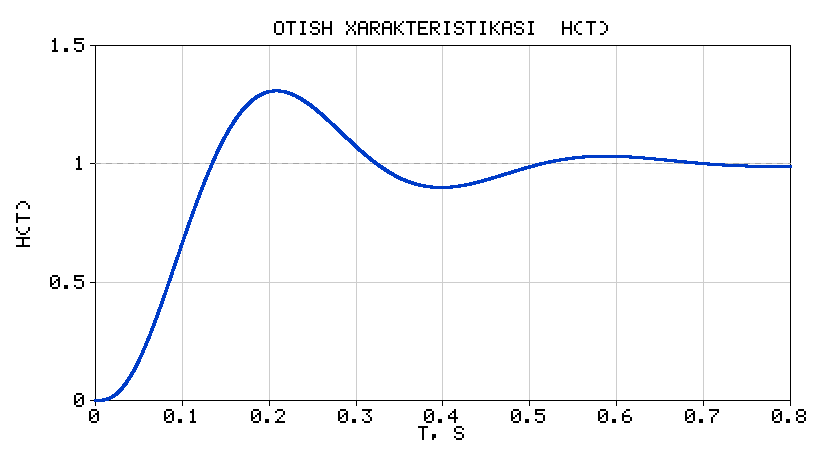 OTISH XARAKTERISTIKASI H(T)
1.5
1
0.5
0
H(T)
0 0.1 0.2 0.3 0.4 0.5 0.6 0.7 0.8
T, S